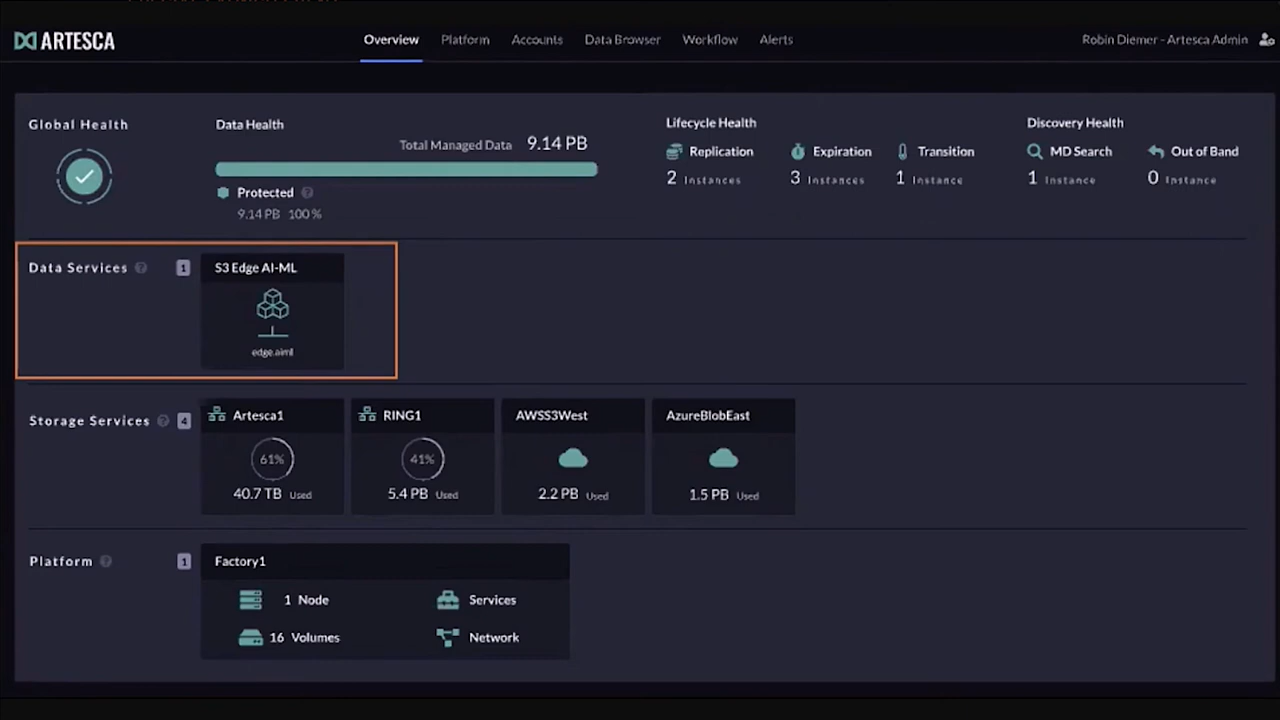 ARTESCA
Overview Platform Accounts Data Browser Workflow Alerts
Robin Diemer - Artesca Admin
Global Health
Data Health
Total Managed Data 9.14 PB
Protected
9.14 PB 100 %
Lifecycle Health
Replication Expiration Transition
2 Instances 3 Instances 1 Instance
Discovery Health
MD Search Out of Band
1 Instance 0 Instance
Data Services ? 1
S3 Edge AI-ML
edge.aiml
Storage Services ? 4
Artesca1 RING1 AWSS3West AzureBlobEast
61% 41%
40.7 TB Used 5.4 PB Used 2.2 PB Used 1.5 PB Used
Platform ? 1
Factory1
1 Node Services
16 Volumes Network